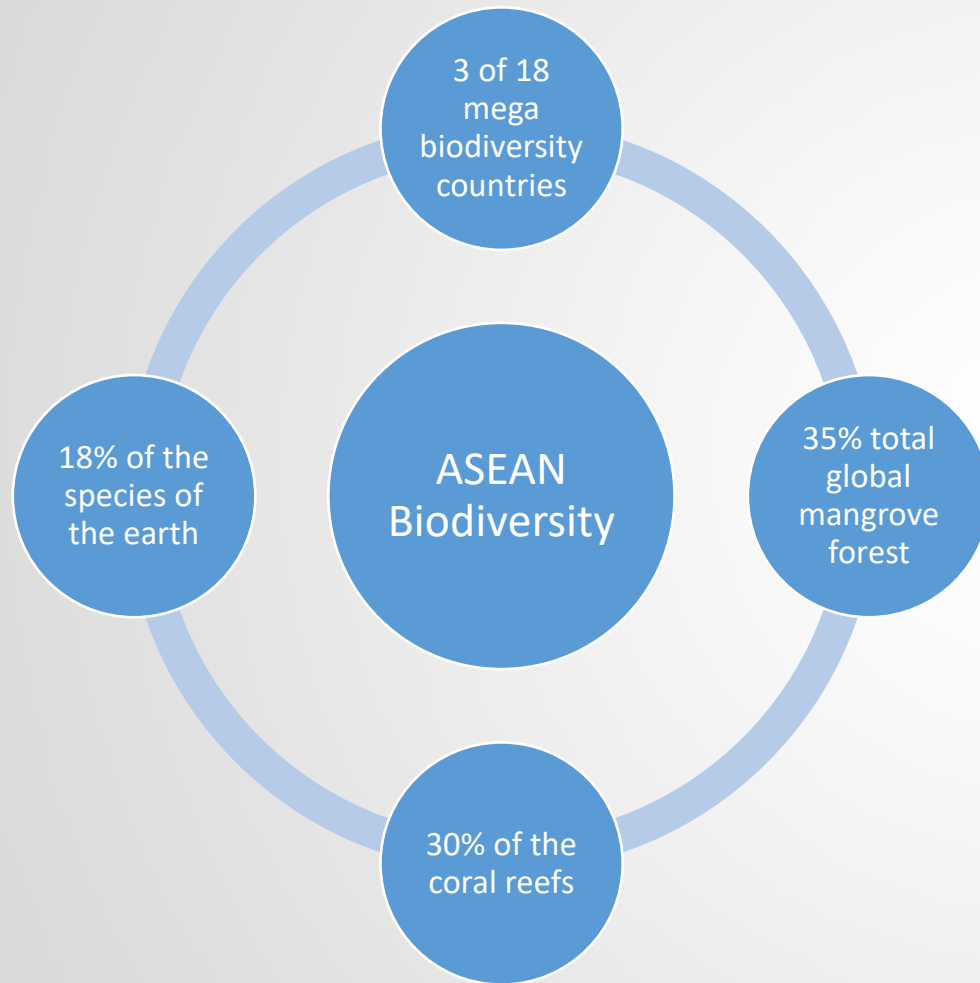 3 of 18
mega
biodiversity
countries
18% of the
species of
the earth
ASEAN
Biodiversity
35% total
global
mangrove
forest
30% of the
coral reefs